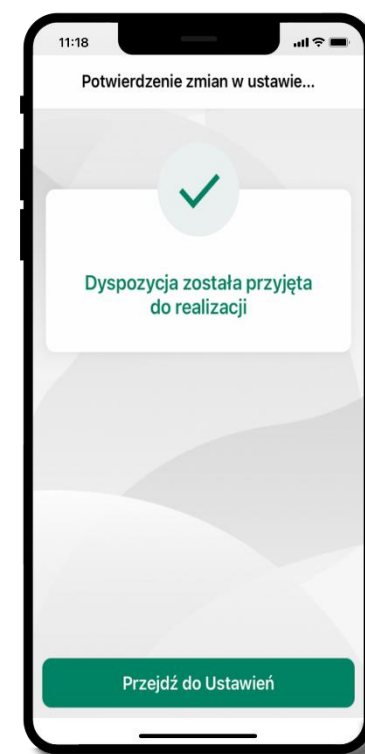 11:18
Potwierdzenie zmian w ustawie...
Dyspozycja została przyjęta
do realizacji
Przejdź do Ustawień